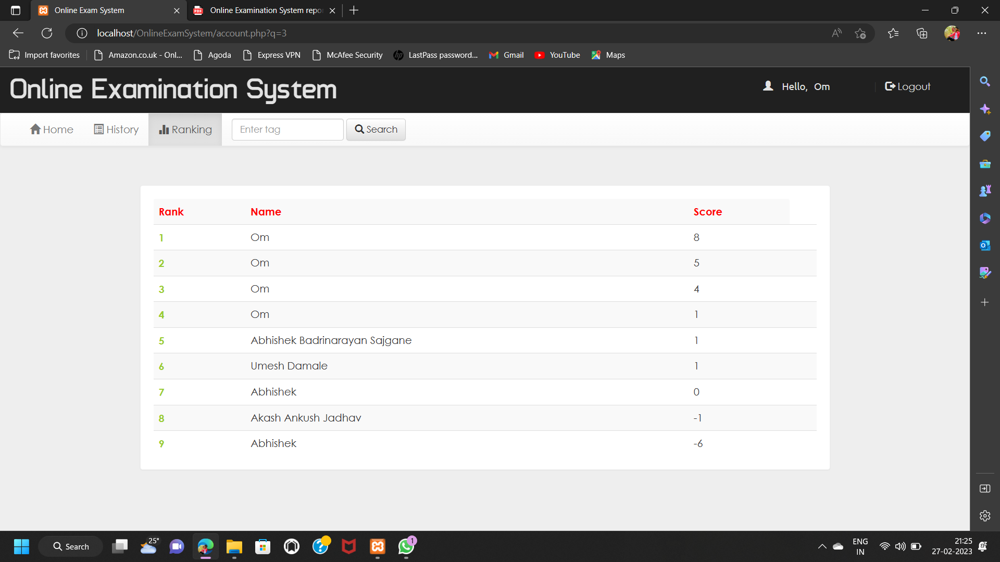 Online Exam System
Online Examination System repo
localhost/OnlineExamSystem/account.php?q=3
Import favorites
Amazon.co.uk - Onl...
Agoda
Express VPN
McAfee Security
LastPass password...
Gmail
YouTube
Maps
Online Examination System
Hello, Om
Logout
Home
History
Ranking
Enter tag
Search
Rank Name Score
1 Om 8
2 Om 5
3 Om 4
4 Om 1
5 Abhishek Badrinarayan Sajgane 1
6 Umesh Damale 1
7 Abhishek 0
8 Akash Ankush Jadhav -1
9 Abhishek -6
Search
25°
1
ENG
IN
21:25
27-02-2023